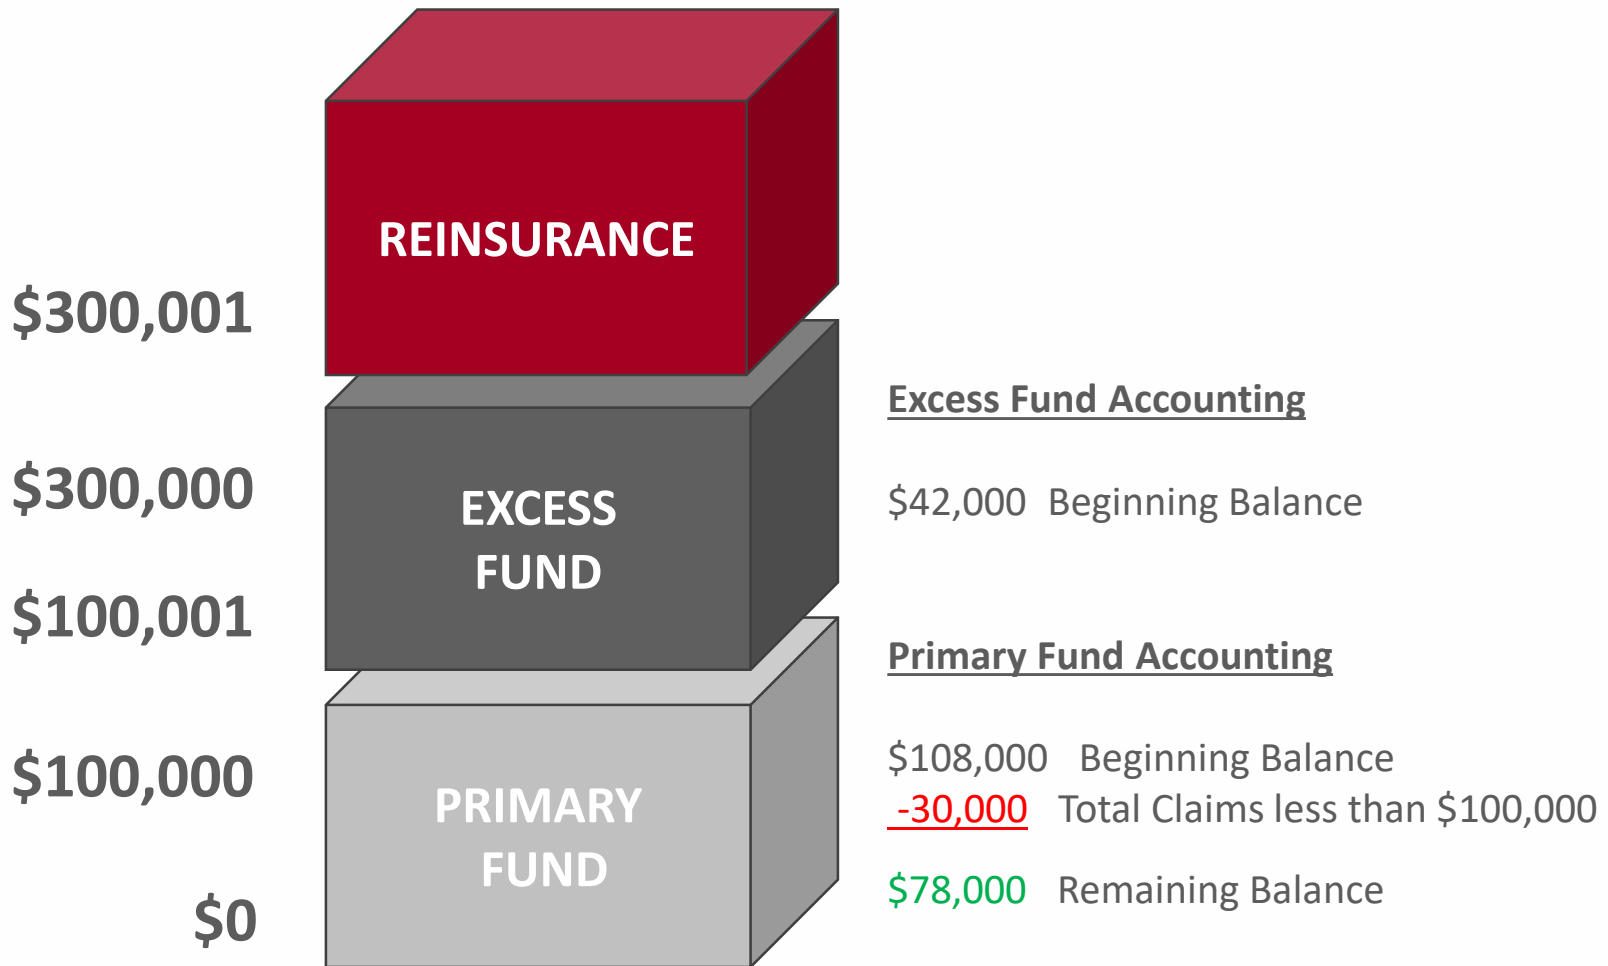 REINSURANCE
$300,001
Excess Fund Accounting
$300,000
EXCESS
FUND
$42,000 Beginning Balance
$100,001
Primary Fund Accounting
$100,000
PRIMARY
FUND
$108,000 Beginning Balance
-30,000 Total Claims less than $100,000
$78,000 Remaining Balance
$0